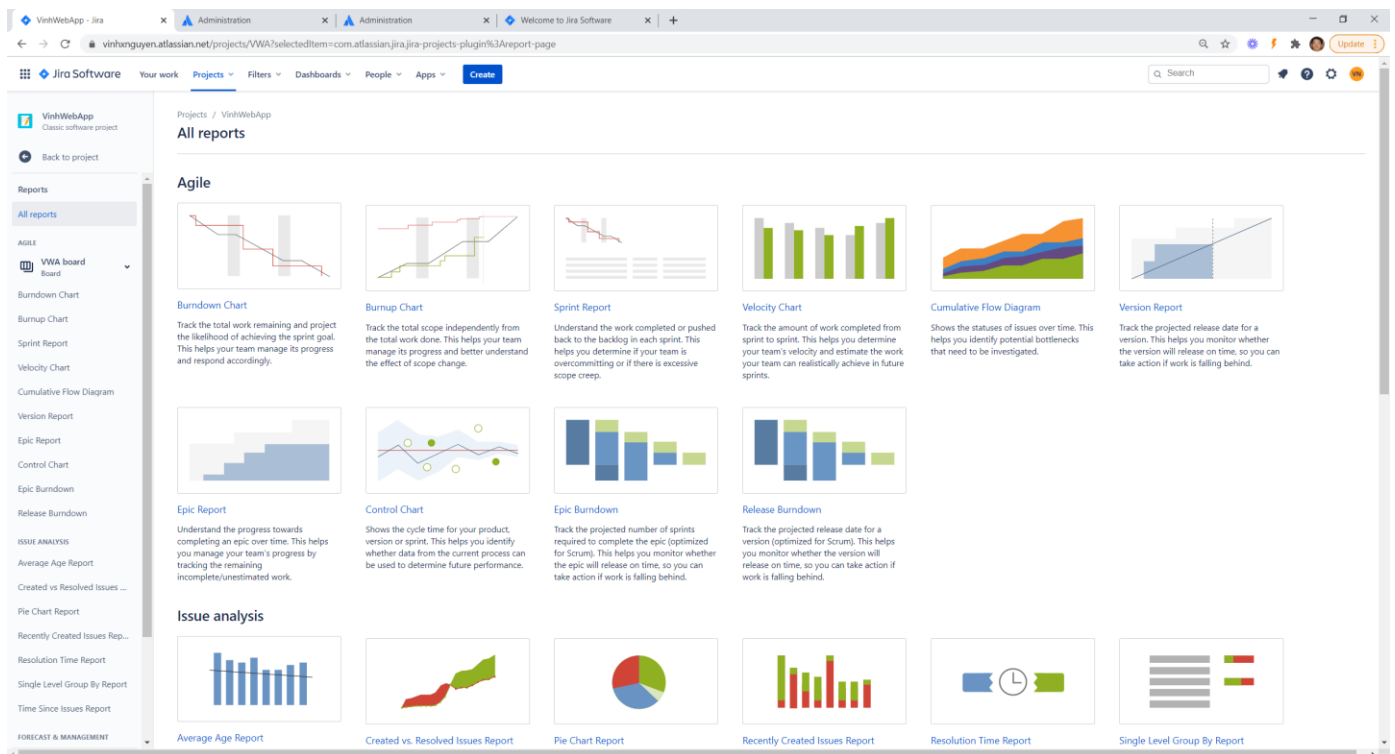 VinhWebApp - Jira
Administration
Administration
Welcome to Jira Software
vinhxnguyen.atlassian.net/projects/VWA?selectedItem=com.atlassian.jira.jira-projects-plugin%3Areport-page
Update
Jira Software
Your work
Projects
Filters
Dashboards
People
Apps
Create
Search
VN
VinhWebApp
Classic software project
Back to project
Reports
All reports
AGILE
VWA board
Board
Burndown Chart
Burnup Chart
Sprint Report
Velocity Chart
Cumulative Flow Diagram
Version Report
Epic Report
Control Chart
Epic Burndown
Release Burndown
ISSUE ANALYSIS
Average Age Report
Created vs Resolved Issues ...
Pie Chart Report
Recently Created Issues Rep...
Resolution Time Report
Single Level Group By Report
Time Since Issues Report
FORECAST & MANAGEMENT
Projects / VinhWebApp
All reports
Agile
Burndown Chart
Track the total work remaining and project
the likelihood of achieving the sprint goal.
This helps your team manage its progress
and respond accordingly.
Burnup Chart
Track the total scope independently from
the total work done. This helps your team
manage its progress and better understand
the effect of scope change.
Sprint Report
Understand the work completed or pushed
back to the backlog in each sprint. This
helps you determine if your team is
overcommitting or if there is excessive
scope creep.
Velocity Chart
Track the amount of work completed from
sprint to sprint. This helps you determine
your team's velocity and estimate the work
your team can realistically achieve in future
sprints.
Cumulative Flow Diagram
Shows the statuses of issues over time. This
helps you identify potential bottlenecks
that need to be investigated.
Version Report
Track the projected release date for a
version. This helps you monitor whether
the version will release on time, so you can
take action if work is falling behind.
Epic Report
Understand the progress towards
completing an epic over time. This helps
you manage your team's progress by
tracking the remaining
incomplete/unestimated work.
Control Chart
Shows the cycle time for your product,
version or sprint. This helps you identify
whether data from the current process can
be used to determine future performance.
Epic Burndown
Track the projected number of sprints
required to complete the epic (optimized
for Scrum). This helps you monitor whether
the epic will release on time, so you can
take action if work is falling behind.
Release Burndown
Track the projected release date for a
version (optimized for Scrum). This helps
you monitor whether the version will
release on time, so you can take action if
work is falling behind.
Issue analysis
Average Age Report
Created vs. Resolved Issues Report
Pie Chart Report
Recently Created Issues Report
Resolution Time Report
Single Level Group By Report